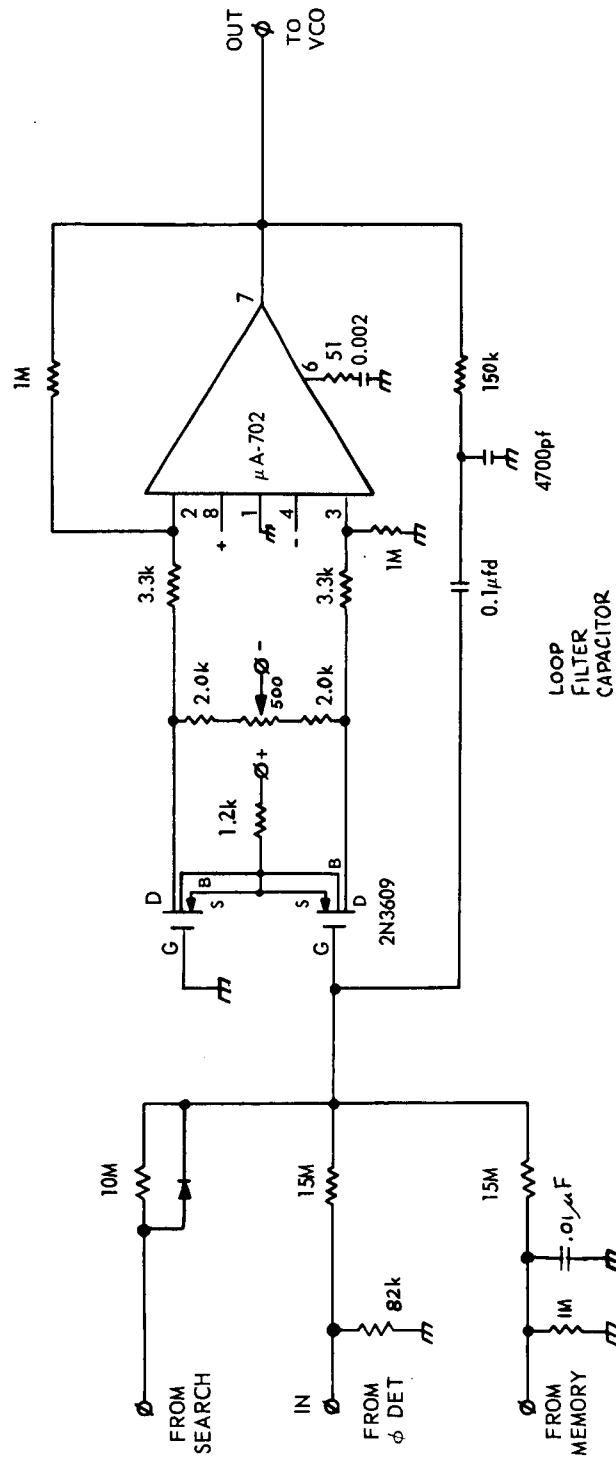 FROM
SEARCH
10M
IN
FROM
φ DET
82k
15M
FROM
MEMORY
1M
.01 μF
15M
G
D
B
S
S
B
D
G
2N3609
1.2k
+
2.0k
500
-
2.0k
3.3k
3.3k
1M
2
8
+
1
4
-
3
1M
μA-702
7
6
51
0.002
OUT
TO
VCO
150k
4700pf
0.1μfd
LOOP
FILTER
CAPACITOR